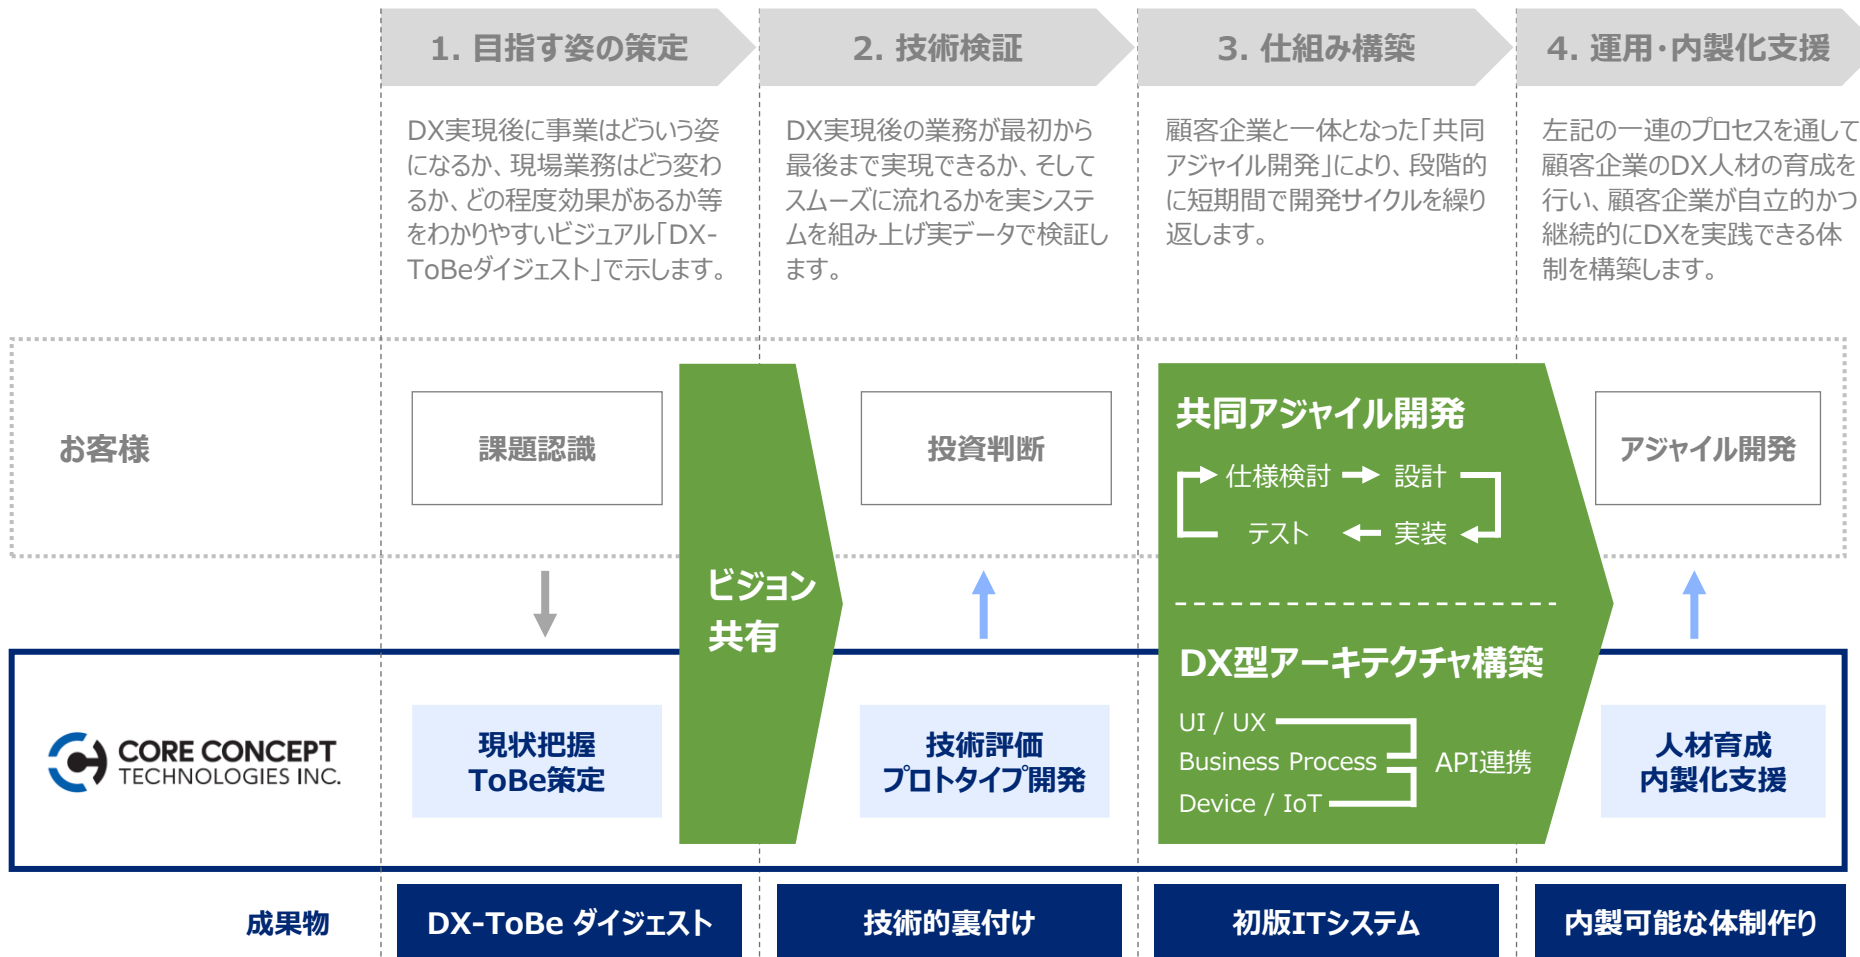 1. 目指す姿の策定
2. 技術検証
3. 仕組み構築
4. 運用・内製化支援
DX実現後に事業はどういう姿
になるか、現場業務はどう変わ
るか、どの程度効果があるか等
をわかりやすいビジュアル「DX-
ToBeダイジェスト」で示します。
DX実現後の業務が最初から
最後まで実現できるか、そして
スムーズに流れるかを実システ
ムを組み上げ実データで検証し
ます。
顧客企業と一体となった「共同
アジャイル開発」により、段階的
に短期間で開発サイクルを繰り
返します。
左記の一連のプロセスを通して
顧客企業のDX人材の育成を
行い、顧客企業が自立的かつ
継続的にDXを実践できる体
制を構築します。
お客様
課題認識
投資判断
共同アジャイル開発
仕様検討
設計
テスト
実装
アジャイル開発
ビジョン
共有
DX型アーキテクチャ構築
UI / UX
Business Process
API連携
Device / IoT
CORE CONCEPT
TECHNOLOGIES INC.
現状把握
ToBe策定
技術評価
プロトタイプ開発
人材育成
内製化支援
成果物
DX-ToBe ダイジェスト
技術的裏付け
初版ITシステム
内製可能な体制作り